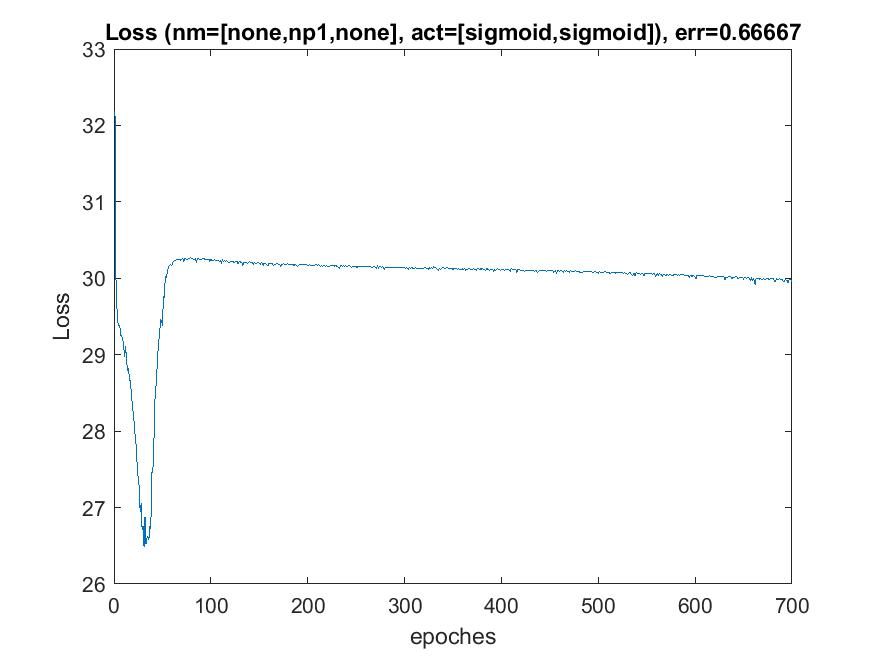 Loss (nm=[none,np1,none], act=[sigmoid,sigmoid]), err=0.66667
33
32
31
30
29
28
27
26
Loss
0 100 200 300 400 500 600 700
epoches